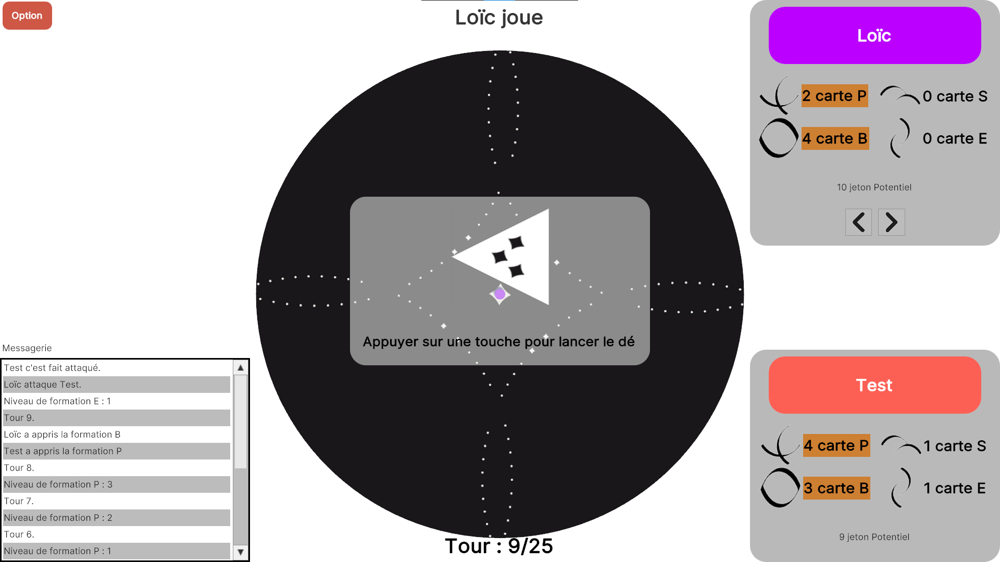 Option
Loïc joue
Loïc
2 carte P
0 carte S
4 carte B
0 carte E
10 jeton Potentiel
Appuyer sur une touche pour lancer le dé
Messagerie
Test c'est fait attaqué.
Loïc attaque Test.
Niveau de formation E : 1
Tour 9.
Loïc a appris la formation B
Test a appris la formation P
Tour 8.
Niveau de formation P : 3
Tour 7.
Niveau de formation P : 2
Tour 6.
Niveau de formation P : 1
Test
4 carte P
1 carte S
3 carte B
1 carte E
9 jeton Potentiel
Tour : 9/25